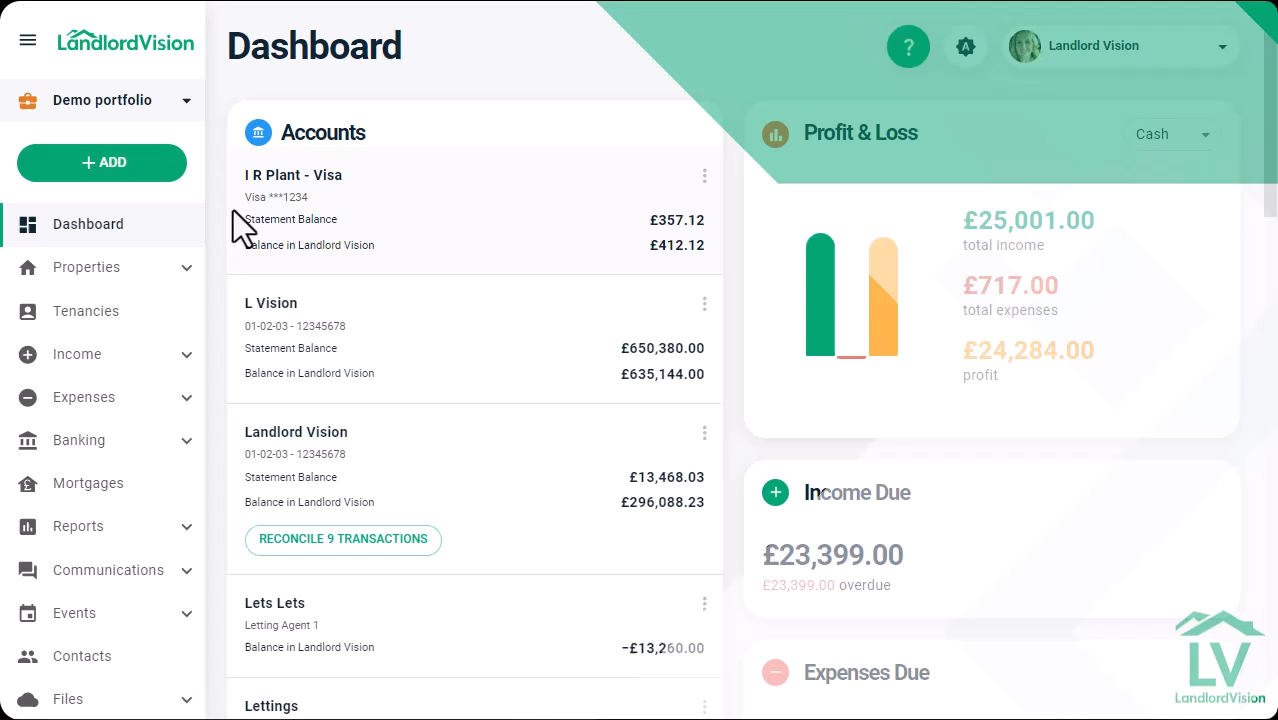 LandlordVision
Dashboard
?
A
Landlord Vision
Demo portfolio
+ ADD
Dashboard
Properties
Tenancies
Income
Expenses
Banking
Mortgages
Reports
Communications
Events
Contacts
Files
Accounts
I R Plant - Visa
Visa ***1234
Statement Balance £357.12
Balance in Landlord Vision £412.12
L Vision
01-02-03 - 12345678
Statement Balance £650,380.00
Balance in Landlord Vision £635,144.00
Landlord Vision
01-02-03 - 12345678
Statement Balance £13,468.03
Balance in Landlord Vision £296,088.23
RECONCILE 9 TRANSACTIONS
Lets Lets
Letting Agent 1
Balance in Landlord Vision −£13,260.00
Lettings
Profit & Loss
Cash
£25,001.00
total income
£717.00
total expenses
£24,284.00
profit
Income Due
£23,399.00
£23,399.00 overdue
Expenses Due
LV
LandlordVision